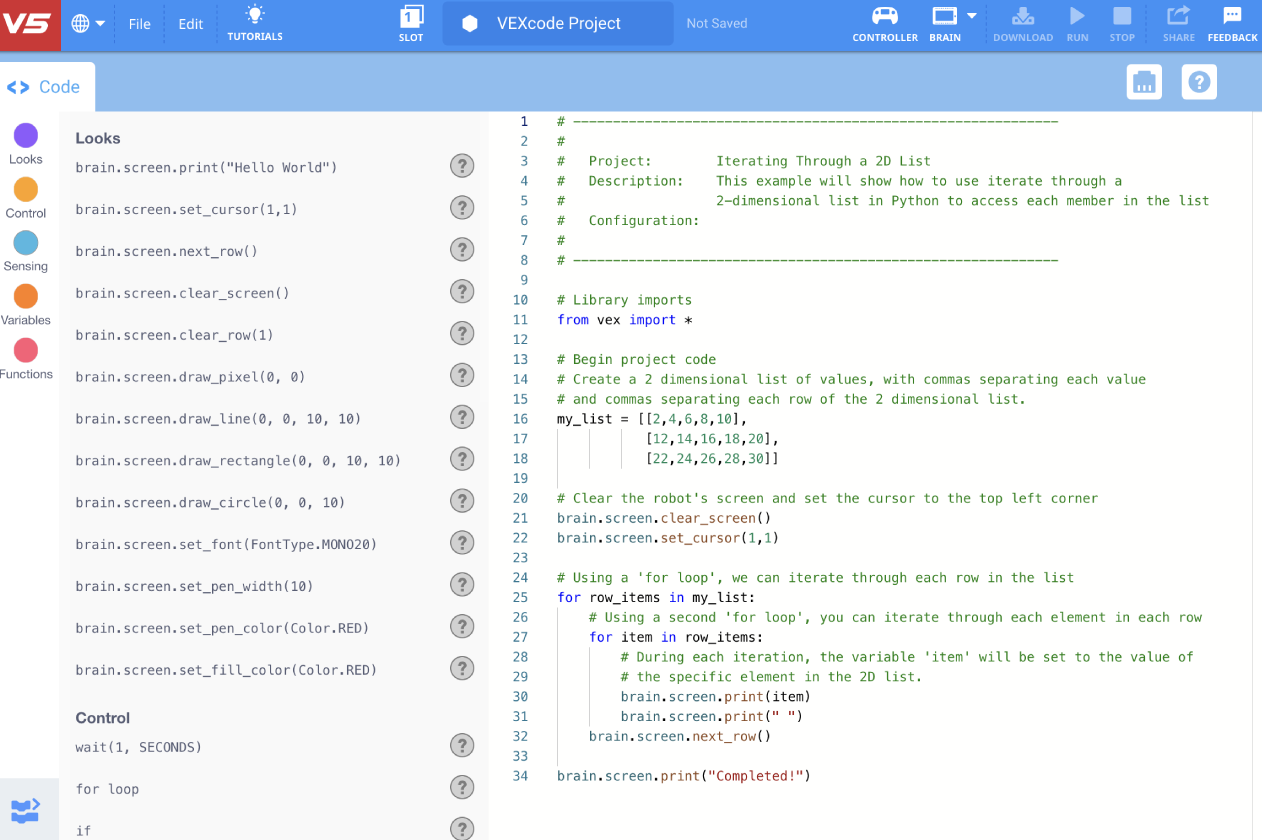 V5
File
Edit
TUTORIALS
1
SLOT
VEXcode Project
Not Saved
CONTROLLER
BRAIN
DOWNLOAD
RUN
STOP
SHARE
FEEDBACK
<> Code
?
Looks
Control
Sensing
Variables
Functions
Looks
brain.screen.print("Hello World") ?
brain.screen.set_cursor(1,1) ?
brain.screen.next_row() ?
brain.screen.clear_screen() ?
brain.screen.clear_row(1) ?
brain.screen.draw_pixel(0, 0) ?
brain.screen.draw_line(0, 0, 10, 10) ?
brain.screen.draw_rectangle(0, 0, 10, 10) ?
brain.screen.draw_circle(0, 0, 10) ?
brain.screen.set_font(FontType.MONO20) ?
brain.screen.set_pen_width(10) ?
brain.screen.set_pen_color(Color.RED) ?
brain.screen.set_fill_color(Color.RED) ?
Control
wait(1, SECONDS) ?
for loop ?
if ?
1 # -------------------------------------------------------------
2 #
3 #   Project:        Iterating Through a 2D List
4 #   Description:    This example will show how to use iterate through a
5 #                   2-dimensional list in Python to access each member in the list
6 #   Configuration:
7 #
8 # -------------------------------------------------------------
9
10 # Library imports
11 from vex import *
12
13 # Begin project code
14 # Create a 2 dimensional list of values, with commas separating each value
15 # and commas separating each row of the 2 dimensional list.
16 my_list = [[2,4,6,8,10],
17            [12,14,16,18,20],
18            [22,24,26,28,30]]
19
20 # Clear the robot's screen and set the cursor to the top left corner
21 brain.screen.clear_screen()
22 brain.screen.set_cursor(1,1)
23
24 # Using a 'for loop', we can iterate through each row in the list
25 for row_items in my_list:
26     # Using a second 'for loop', you can iterate through each element in each row
27     for item in row_items:
28         # During each iteration, the variable 'item' will be set to the value of
29         # the specific element in the 2D list.
30         brain.screen.print(item)
31         brain.screen.print(" ")
32     brain.screen.next_row()
33
34 brain.screen.print("Completed!")